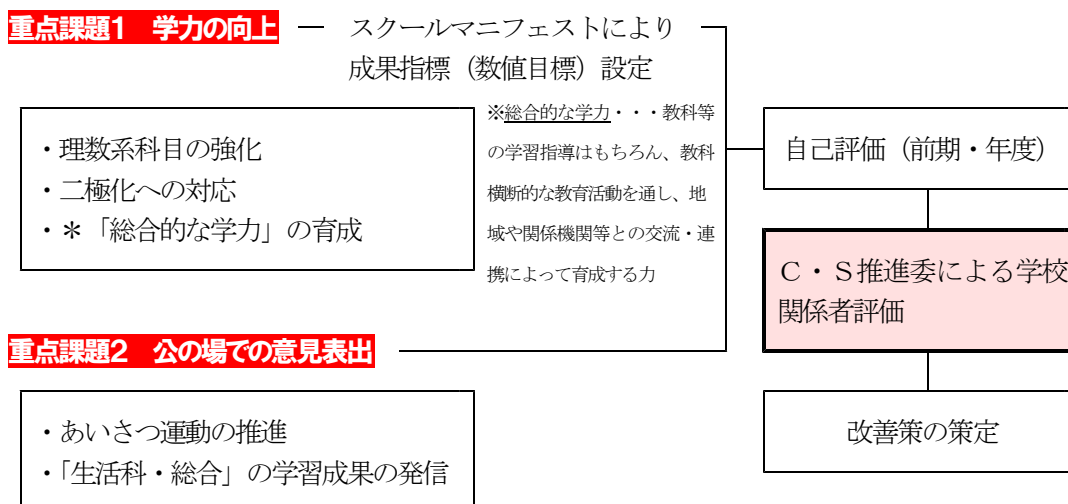 重点課題1　学力の向上
スクールマニフェストにより
成果指標（数値目標）設定
・理数系科目の強化
・二極化への対応
・＊「総合的な学力」の育成
※総合的な学力・・・教科等
の学習指導はもちろん、教科
横断的な教育活動を通し、地
域や関係機関等との交流・連
携によって育成する力
自己評価（前期・年度）
Ｃ・Ｓ推進委による学校
関係者評価
改善策の策定
重点課題2　公の場での意見表出
・あいさつ運動の推進
・「生活科・総合」の学習成果の発信